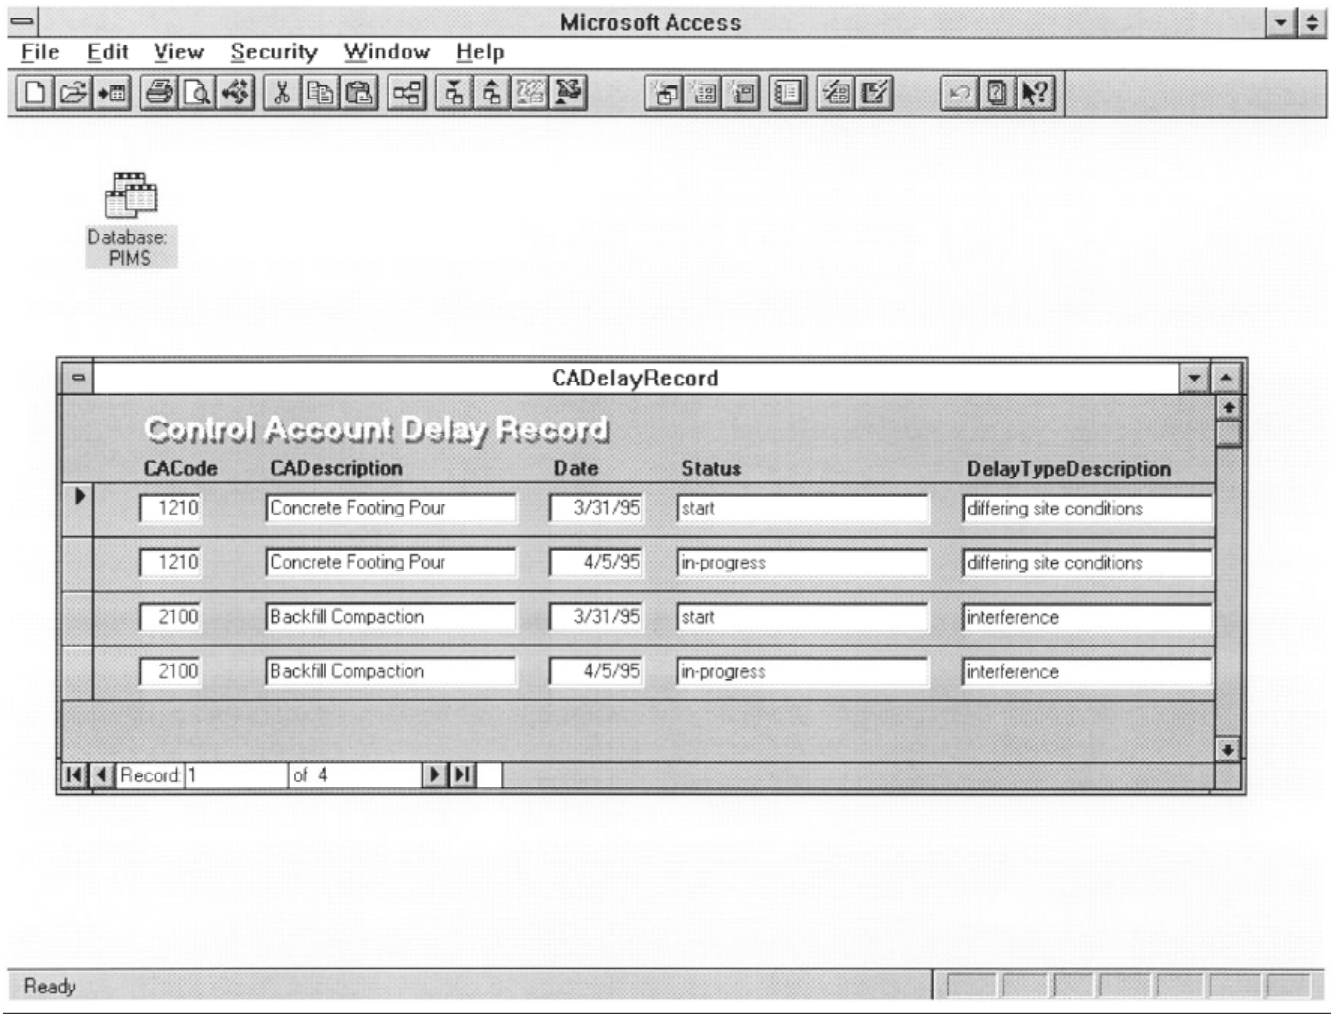 Microsoft Access
File Edit View Security Window Help
Database:
PIMS
CADelayRecord
Control Account Delay Record
CACode CADescription Date Status DelayTypeDescription
1210 Concrete Footing Pour 3/31/95 start differing site conditions
1210 Concrete Footing Pour 4/5/95 in-progress differing site conditions
2100 Backfill Compaction 3/31/95 start interference
2100 Backfill Compaction 4/5/95 in-progress interference
Record: 1 of 4
Ready